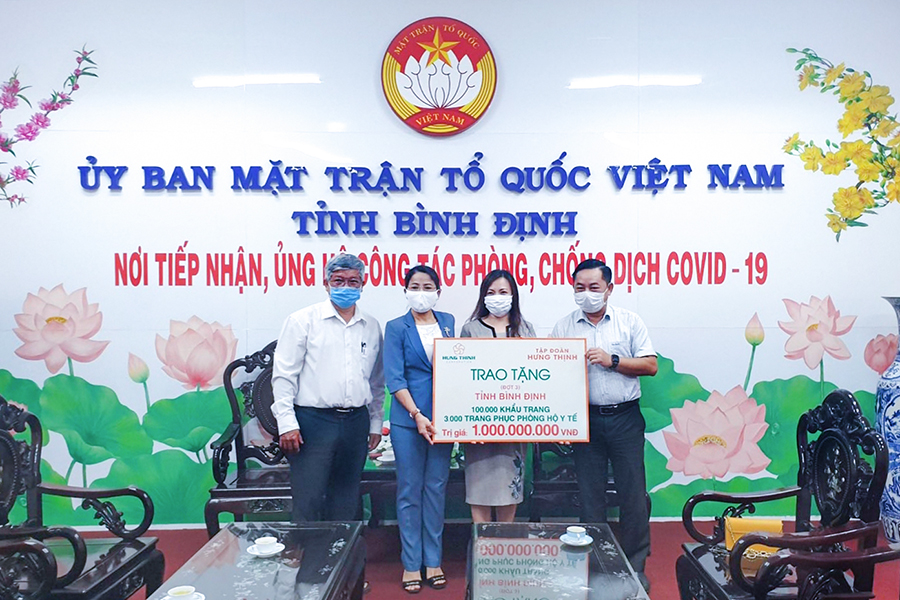 MẶT TRẬN TỔ QUỐC
VIỆT NAM
ỦY BAN MẶT TRẬN TỔ QUỐC VIỆT NAM
TỈNH BÌNH ĐỊNH
NƠI TIẾP NHẬN, ỦNG HỘ CÔNG TÁC PHÒNG, CHỐNG DỊCH COVID - 19
HƯNG THỊNH
TẬP ĐOÀN
HƯNG THỊNH
TRAO TẶNG
(ĐỢT 2)
TỈNH BÌNH ĐỊNH
100.000 KHẨU TRANG
3.000 TRANG PHỤC PHÒNG HỘ Y TẾ
Trị giá: 1.000.000.000 VNĐ